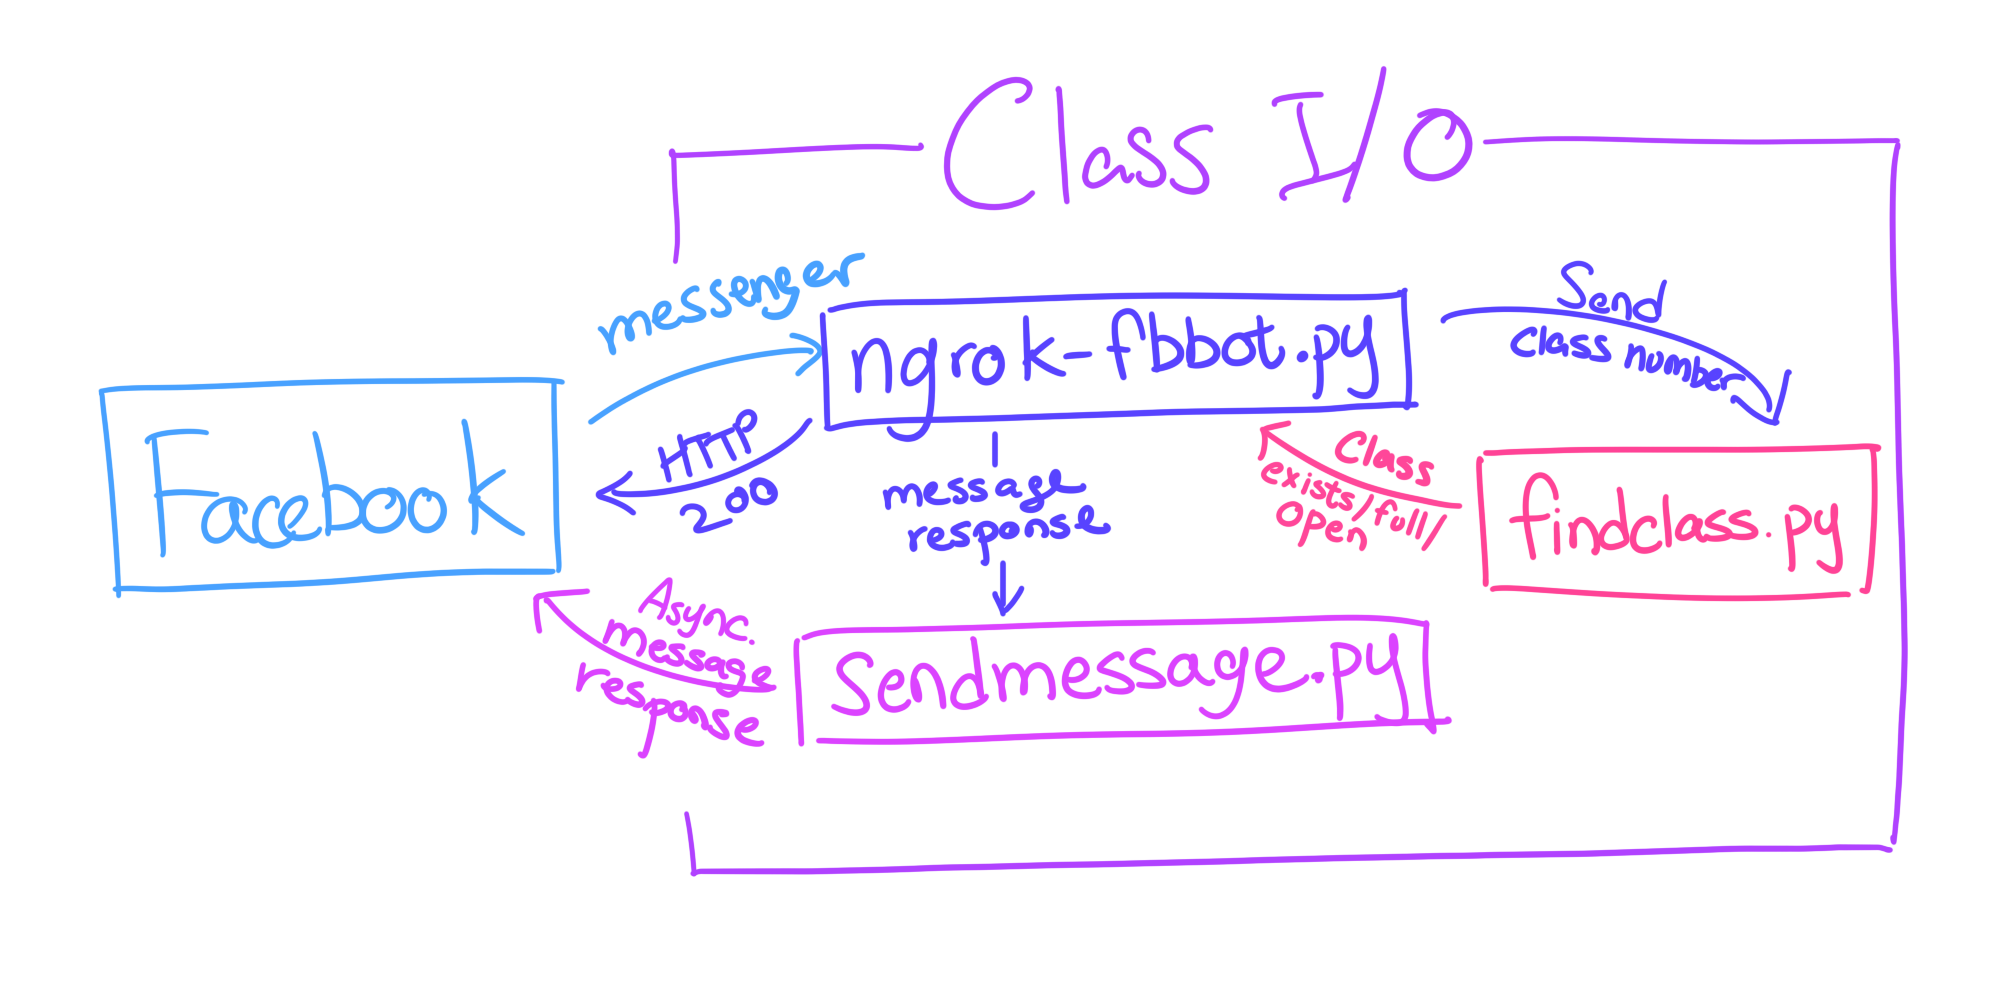 Class I/O
messenger
ngrok-fbbot.py
Send
class number
Facebook
HTTP
200
message
response
Class
exists/full/
Open
findclass.py
Async.
message
response
Sendmessage.py